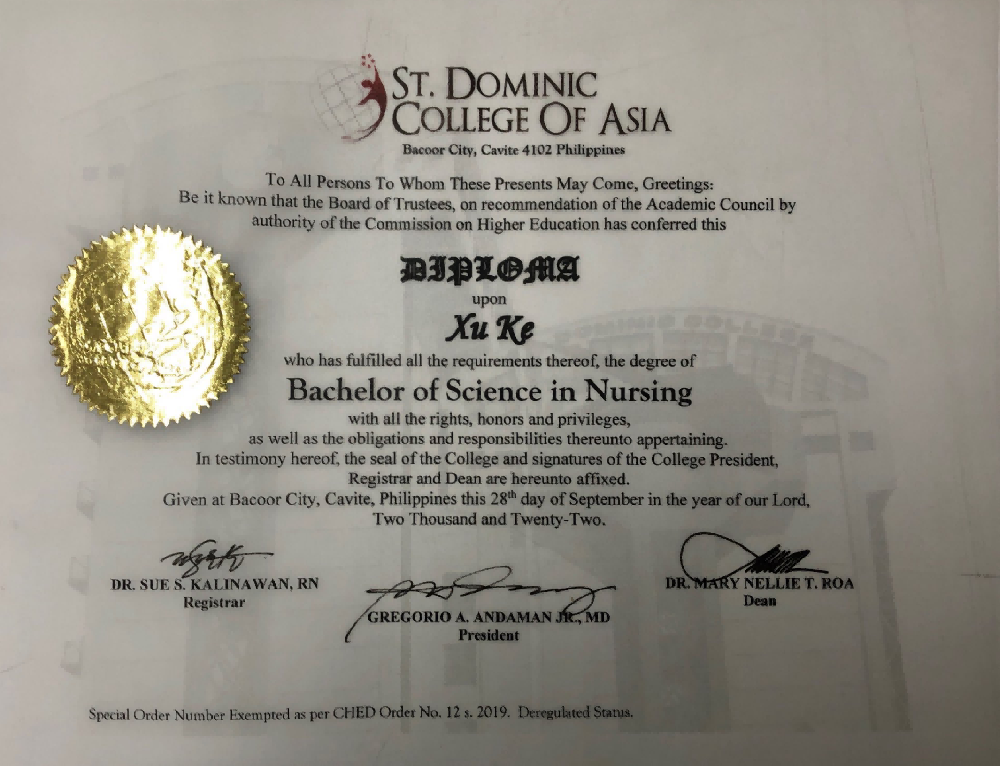 ST. DOMINIC
COLLEGE OF ASIA
Bacoor City, Cavite 4102 Philippines
To All Persons To Whom These Presents May Come, Greetings:
Be it known that the Board of Trustees, on recommendation of the Academic Council by
authority of the Commission on Higher Education has conferred this
DIPLOMA
upon
Xu Ke
who has fulfilled all the requirements thereof, the degree of
Bachelor of Science in Nursing
with all the rights, honors and privileges,
as well as the obligations and responsibilities thereunto appertaining.
In testimony hereof, the seal of the College and signatures of the College President,
Registrar and Dean are hereunto affixed.
Given at Bacoor City, Cavite, Philippines this 28th day of September in the year of our Lord,
Two Thousand and Twenty-Two.
DR. SUE S. KALINAWAN, RN
Registrar
GREGORIO A. ANDAMAN JR., MD
President
DR. MARY NELLIE T. ROA
Dean
Special Order Number Exempted as per CHED Order No. 12 s. 2019. Deregulated Status.